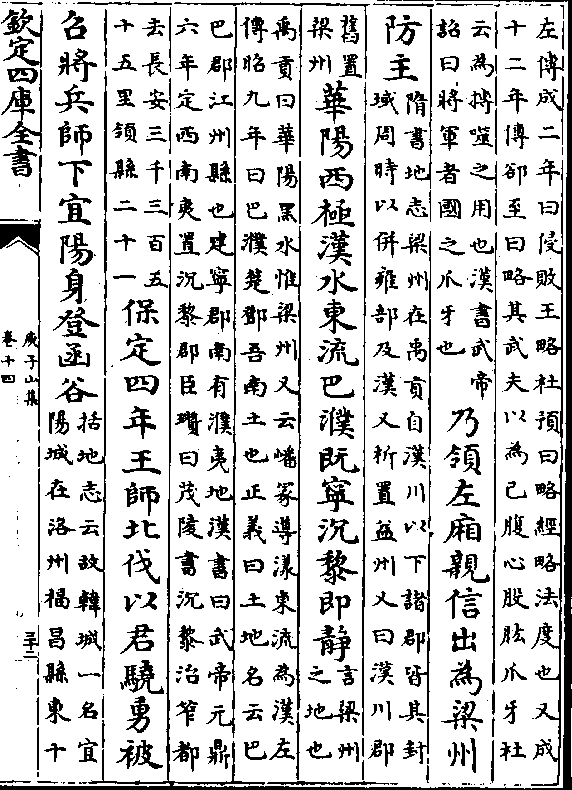 左傳成二年曰侵敗王略杜預曰略經略法度也又成
十二年傳郤至曰略其武夫以為己腹心股肱爪牙杜
云為搏噬之用也漢書武帝
詔曰將軍者國之爪牙也
乃領左廂親信出為梁州
防主
隋書地志梁州在禹貢自漢川以下諸郡皆其封
域周時以併雍部及漢又析置益州又曰漢川郡
舊置
梁州
華陽西極漢水東流巴濮既寧沉黎即靜
言梁州
之地也
禹貢曰華陽黑水惟梁州又云嶓冢導漾東流為漢左
傳昭九年曰巴濮楚鄧吾南土也正義曰土地名云巴
巴郡江州縣也建寧郡南有濮夷地漢書曰武帝元鼎
六年定西南夷置沉黎郡臣瓚曰茂陵書沉黎治笮都
去長安三千三百五
十五里領縣二十一
保定四年王師北伐以君驍勇被
召將兵師下宜陽身登函谷
括地志云故韓城一名宜
陽城在洛州福昌縣東十
欽定四庫全書
庾子山集
卷十四
三十二